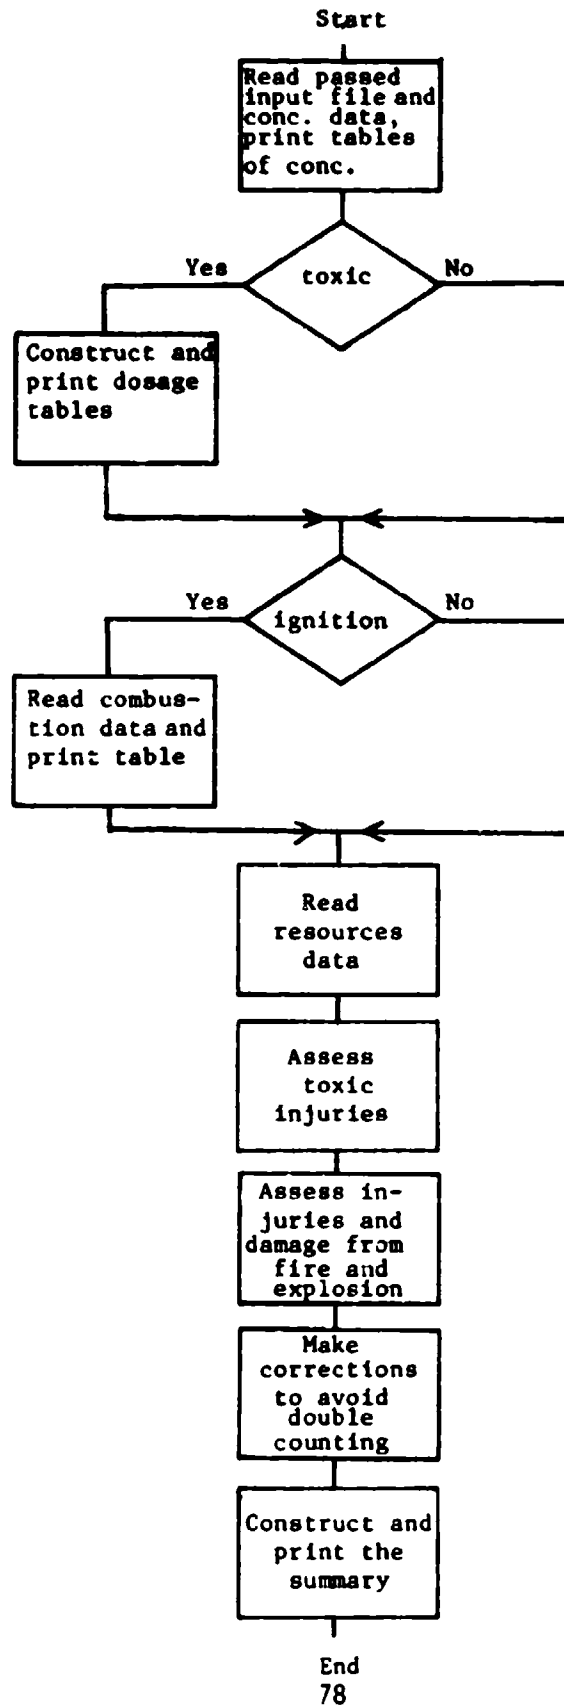 Start
Read passed
input file and
conc. data,
print tables
of conc.
toxic
Yes
No
Construct and
print dosage
tables
ignition
Yes
No
Read combus-
tion data and
print table
Read
resources
data
Assess
toxic
injuries
Assess in-
juries and
damage from
fire and
explosion
Make
corrections
to avoid
double
counting
Construct and
print the
summary
End
78